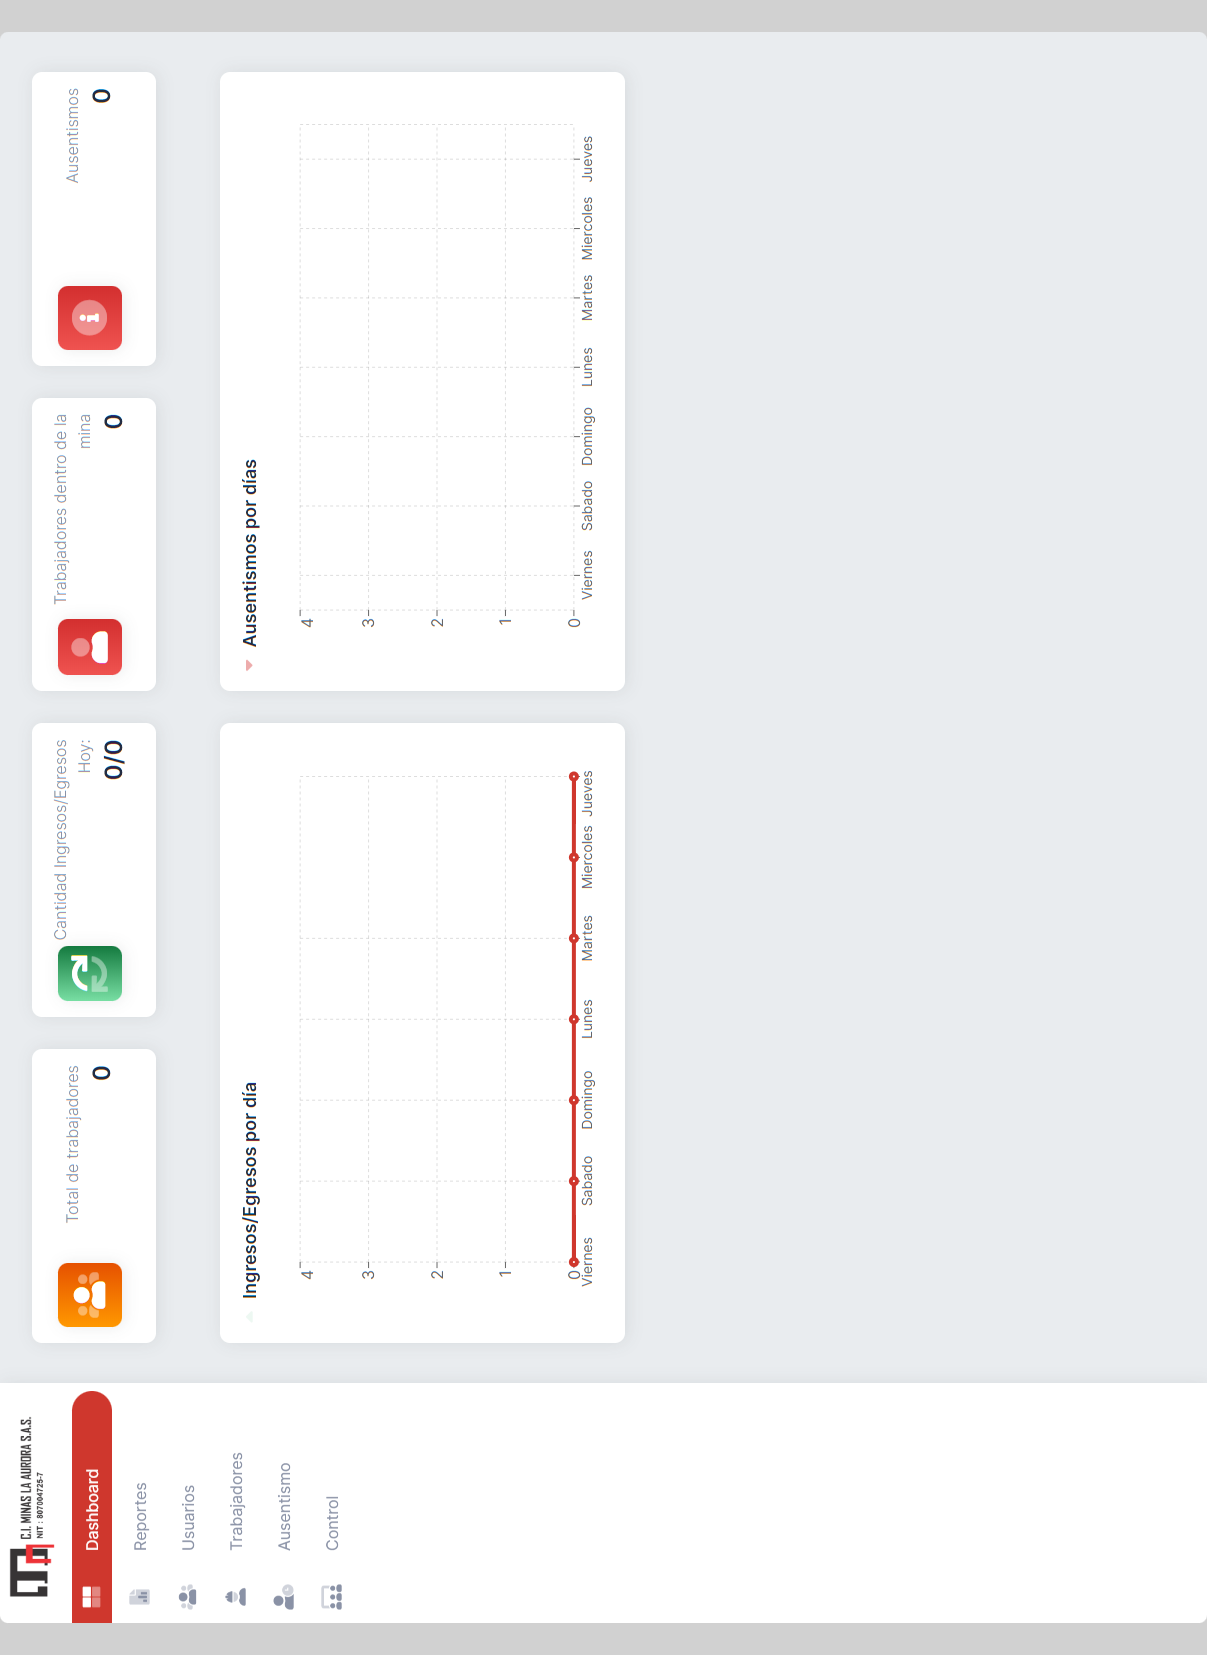 C.I. MINAS LA AURORA S.A.S.
NIT : 807004725-7
Dashboard
Reportes
Usuarios
Trabajadores
Ausentismo
Control
Total de trabajadores
0
Cantidad Ingresos/Egresos
Hoy:
0/0
Trabajadores dentro de la
mina
0
Ausentismos
0
Ingresos/Egresos por día
4
3
2
1
0
Viernes Sabado Domingo Lunes Martes Miercoles Jueves
Ausentismos por días
4
3
2
1
0
Viernes Sabado Domingo Lunes Martes Miercoles Jueves